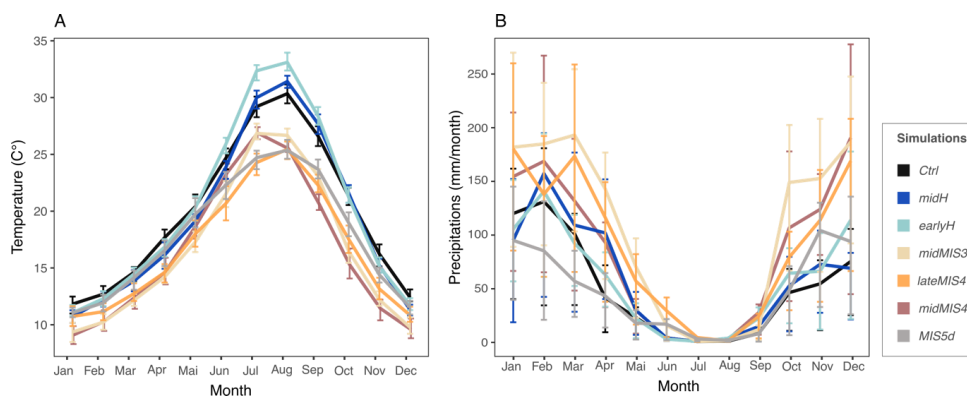 A
35
30
25
20
15
10
Temperature (C°)
Jan Feb Mar Apr Mai Jun Jul Aug Sep Oct Nov Dec
Month
B
250
200
150
100
50
0
Precipitations (mm/month)
Jan Feb Mar Apr Mai Jun Jul Aug Sep Oct Nov Dec
Month
Simulations
Ctrl
midH
earlyH
midMIS3
lateMIS4
midMIS4
MIS5d